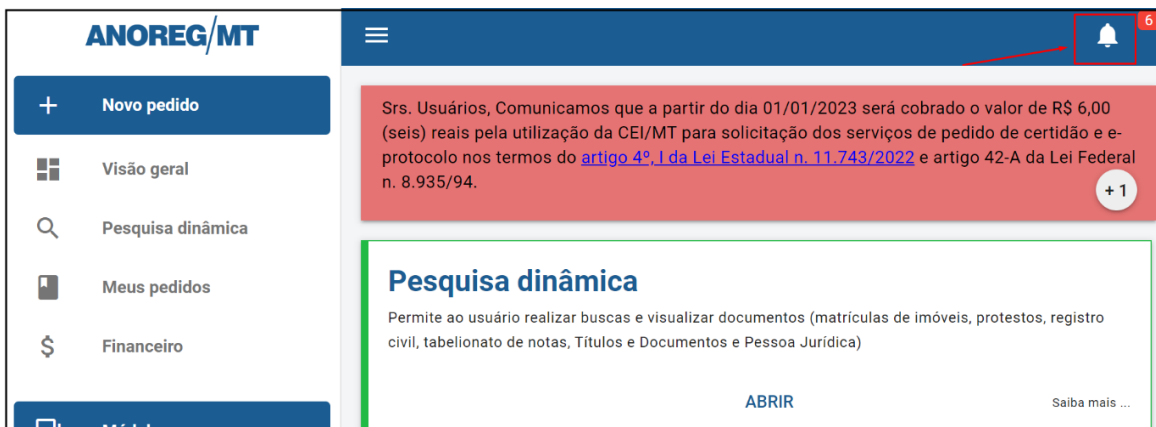 ANOREG/MT
6
Novo pedido
Visão geral
Pesquisa dinâmica
Meus pedidos
Financeiro
Srs. Usuários, Comunicamos que a partir do dia 01/01/2023 será cobrado o valor de R$ 6,00
(seis) reais pela utilização da CEI/MT para solicitação dos serviços de pedido de certidão e e-
protocolo nos termos do artigo 4º, I da Lei Estadual n. 11.743/2022 e artigo 42-A da Lei Federal
n. 8.935/94.
+ 1
Pesquisa dinâmica
Permite ao usuário realizar buscas e visualizar documentos (matrículas de imóveis, protestos, registro
civil, tabelionato de notas, Títulos e Documentos e Pessoa Jurídica)
ABRIR
Saiba mais ...